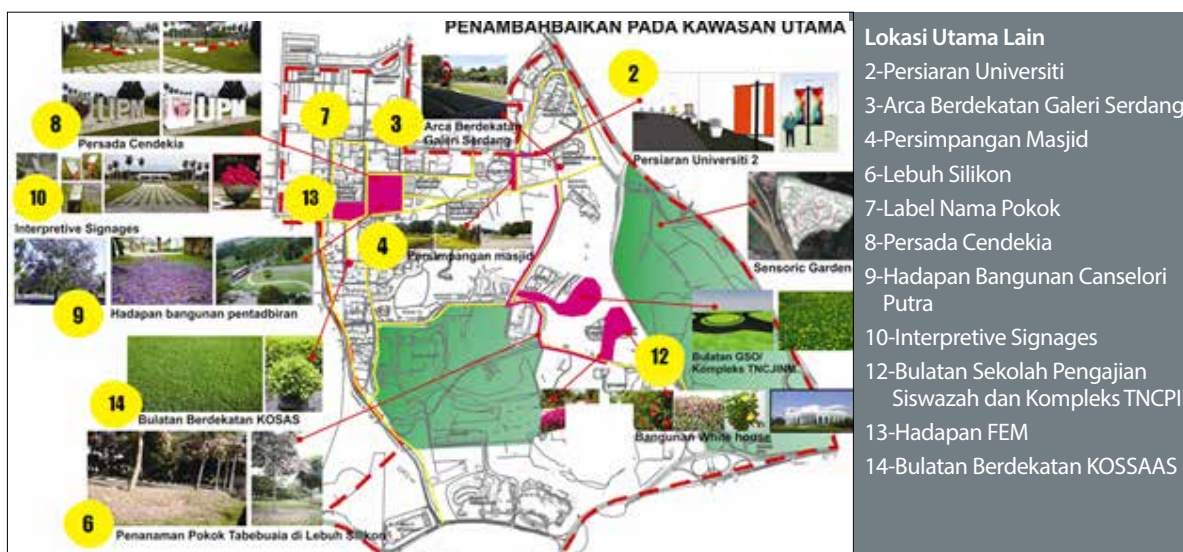 PENAMBAHBAIKAN PADA KAWASAN UTAMA
UPM
UPM
8
Persada Cendekia
7
3
Arca Berdekatan
Galeri Serdang
2
Persiaran Universiti 2
10
Interpretive Signages
13
4
Persimpangan masjid
Sensoric Garden
9
Hadapan bangunan pentadbiran
12
Bulatan GSO/
Kompleks TNCJINM
14
Bulatan Berdekatan KOSAS
Bangunan White house
6
Penanaman Pokok Tabebuaia di Lebuh Silikon
Lokasi Utama Lain
2-Persiaran Universiti
3-Arca Berdekatan Galeri Serdang
4-Persimpangan Masjid
6-Lebuh Silikon
7-Label Nama Pokok
8-Persada Cendekia
9-Hadapan Bangunan Canselori
Putra
10-Interpretive Signages
12-Bulatan Sekolah Pengajian
Siswazah dan Kompleks TNCPI
13-Hadapan FEM
14-Bulatan Berdekatan KOSSAAS